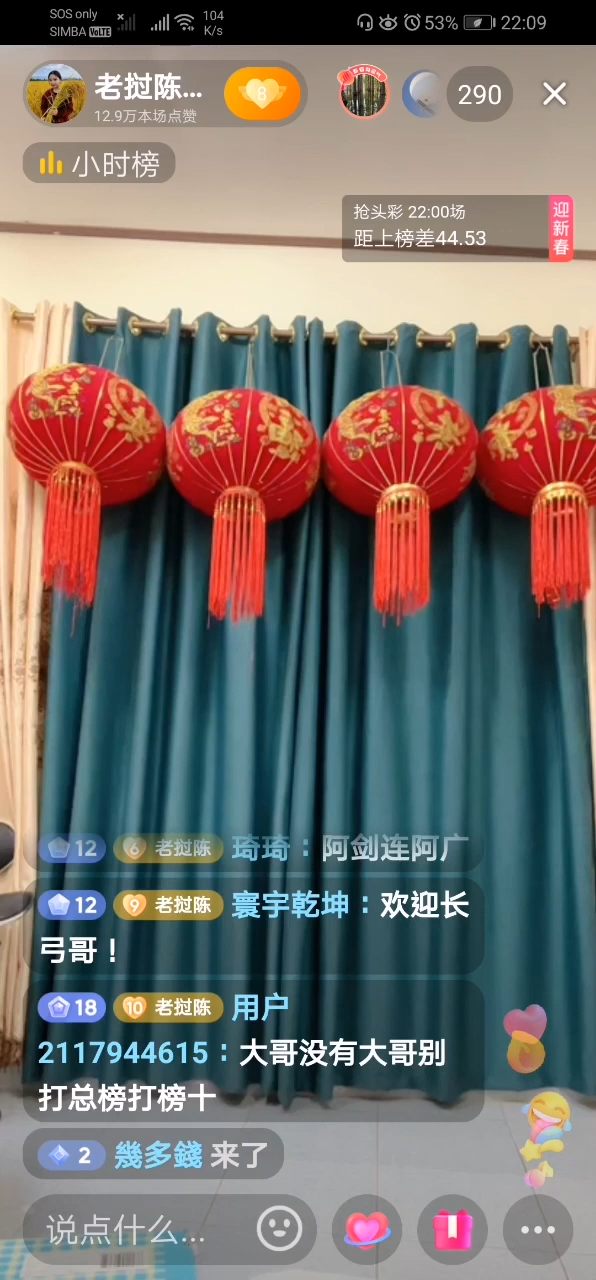 SOS only
SIMBA VoLTE
104
K/s
53%
22:09
老挝陈...
12.9万本场点赞
8
290
小时榜
抢头彩 22:00场
距上榜差44.53
迎新春
12 6 老挝陈 琦琦：阿剑连阿广
12 9 老挝陈 寰宇乾坤：欢迎长
弓哥！
18 10 老挝陈 用户
2117944615：大哥没有大哥别
打总榜打榜十
2 幾多錢 来了
说点什么...